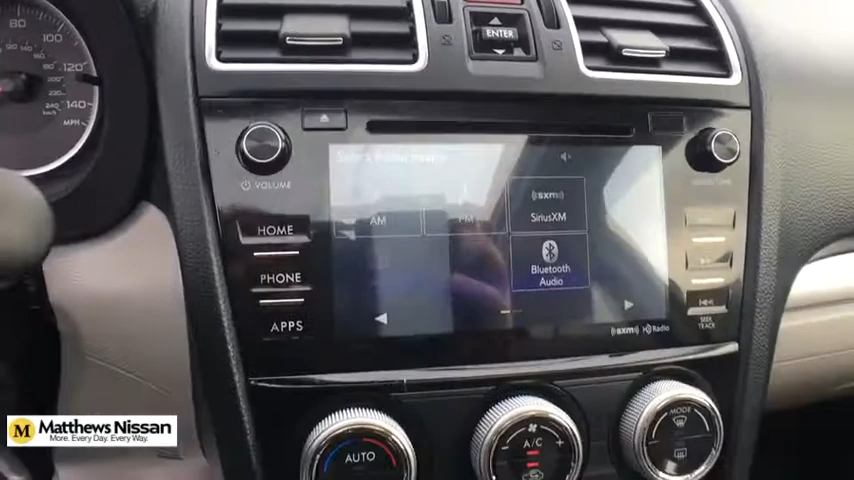 80
100
120
140
MPH
ENTER
VOLUME
HOME
PHONE
APPS
AM
FM
((SXM))
SiriusXM
Bluetooth
Audio
((SXM)) Radio
SEEK
TRACK
AUTO
A/C
MODE
M Matthews Nissan
More. Every Day. Every Way!